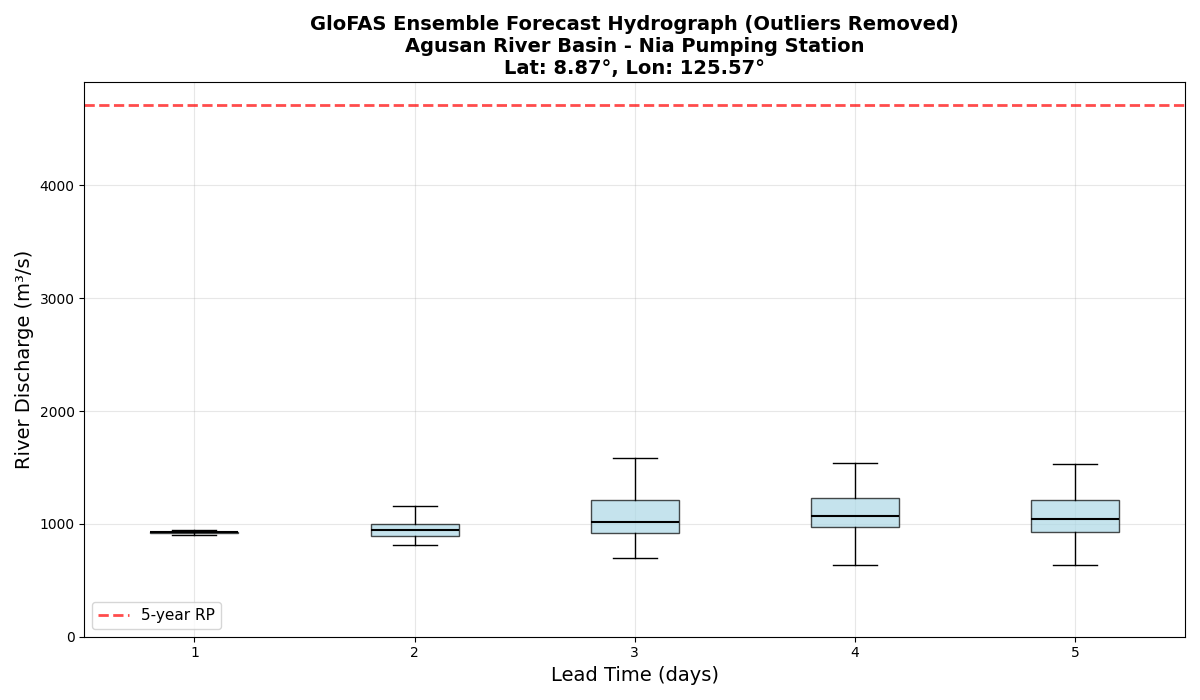 GloFAS Ensemble Forecast Hydrograph (Outliers Removed)
Agusan River Basin - Nia Pumping Station
Lat: 8.87°, Lon: 125.57°
River Discharge (m³/s)
4000
3000
2000
1000
0
5-year RP
1
2
3
4
5
Lead Time (days)